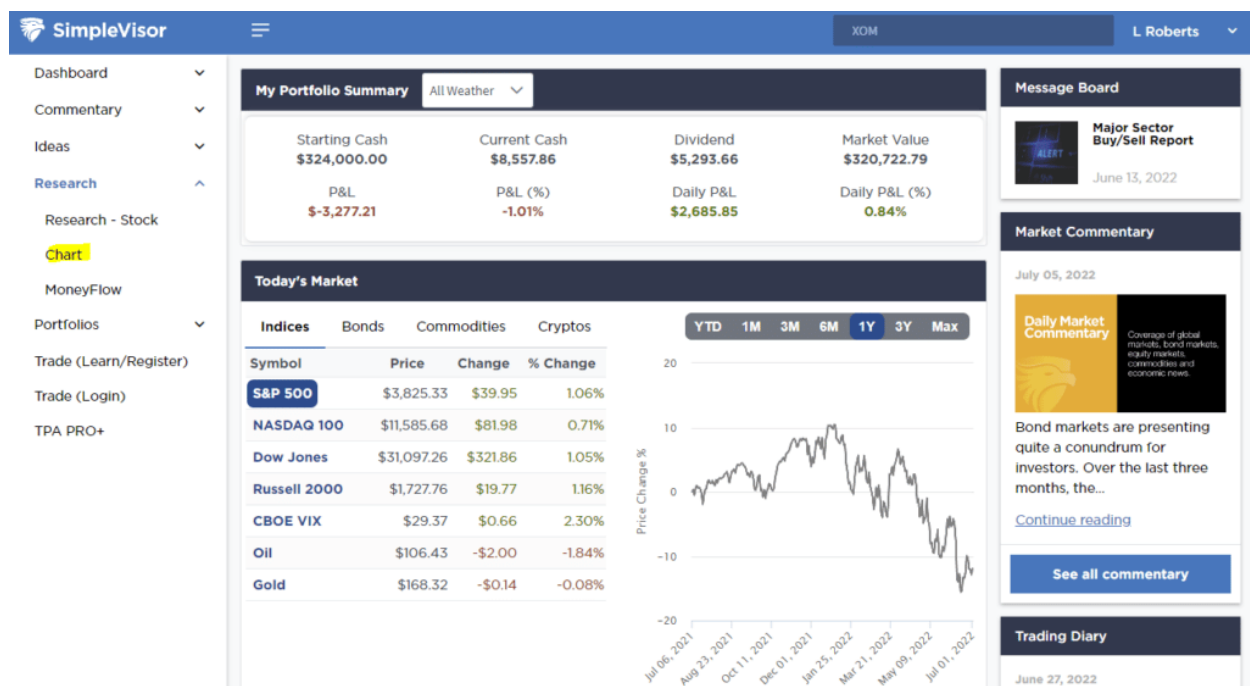 SimpleVisor
XOM
L Roberts
Dashboard
Commentary
Ideas
Research
Research - Stock
Chart
MoneyFlow
Portfolios
Trade (Learn/Register)
Trade (Login)
TPA PRO+
My Portfolio Summary All Weather
Starting Cash Current Cash Dividend Market Value
$324,000.00 $8,557.86 $5,293.66 $320,722.79
P&L P&L (%) Daily P&L Daily P&L (%)
$-3,277.21 -1.01% $2,685.85 0.84%
Today's Market
Indices Bonds Commodities Cryptos
Symbol Price Change % Change
S&P 500 $3,825.33 $39.95 1.06%
NASDAQ 100 $11,585.68 $81.98 0.71%
Dow Jones $31,097.26 $321.86 1.05%
Russell 2000 $1,727.76 $19.77 1.16%
CBOE VIX $29.37 $0.66 2.30%
Oil $106.43 -$2.00 -1.84%
Gold $168.32 -$0.14 -0.08%
YTD 1M 3M 6M 1Y 3Y Max
Price Change %
20
10
0
-10
-20
Jul 06, 2021 Aug 23, 2021 Oct 11, 2021 Dec 01, 2021 Jan 25, 2022 Mar 21, 2022 May 09, 2022 Jul 01, 2022
Message Board
ALERT
Major Sector
Buy/Sell Report
June 13, 2022
Market Commentary
July 05, 2022
Daily Market
Commentary
Coverage of global
markets, bond markets,
equity markets,
commodities and
economic news.
Bond markets are presenting
quite a conundrum for
investors. Over the last three
months, the...
Continue reading
See all commentary
Trading Diary
June 27, 2022